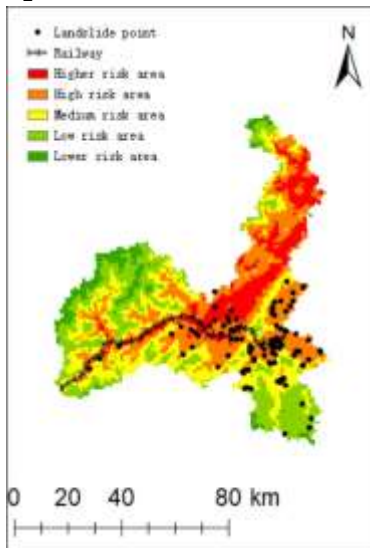 N
Landslide point
Railway
Higher risk area
High risk area
Medium risk area
Low risk area
Lower risk area
0 20 40 80 km